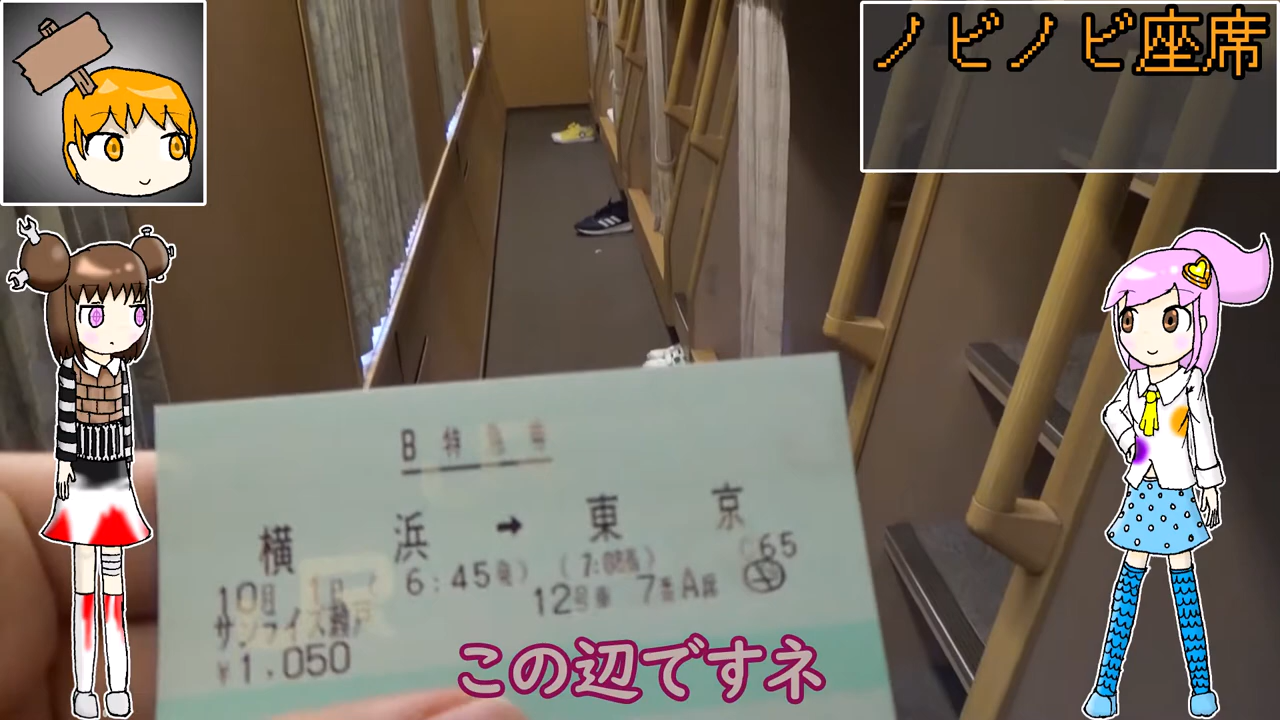 ノビノビ座席
B特急券
横浜 → 東京
10月 1日 ( 6:45発) ( 7:08着) C65
サンライズ瀬戸 12号車 7番A席
¥1,050
この辺ですネ